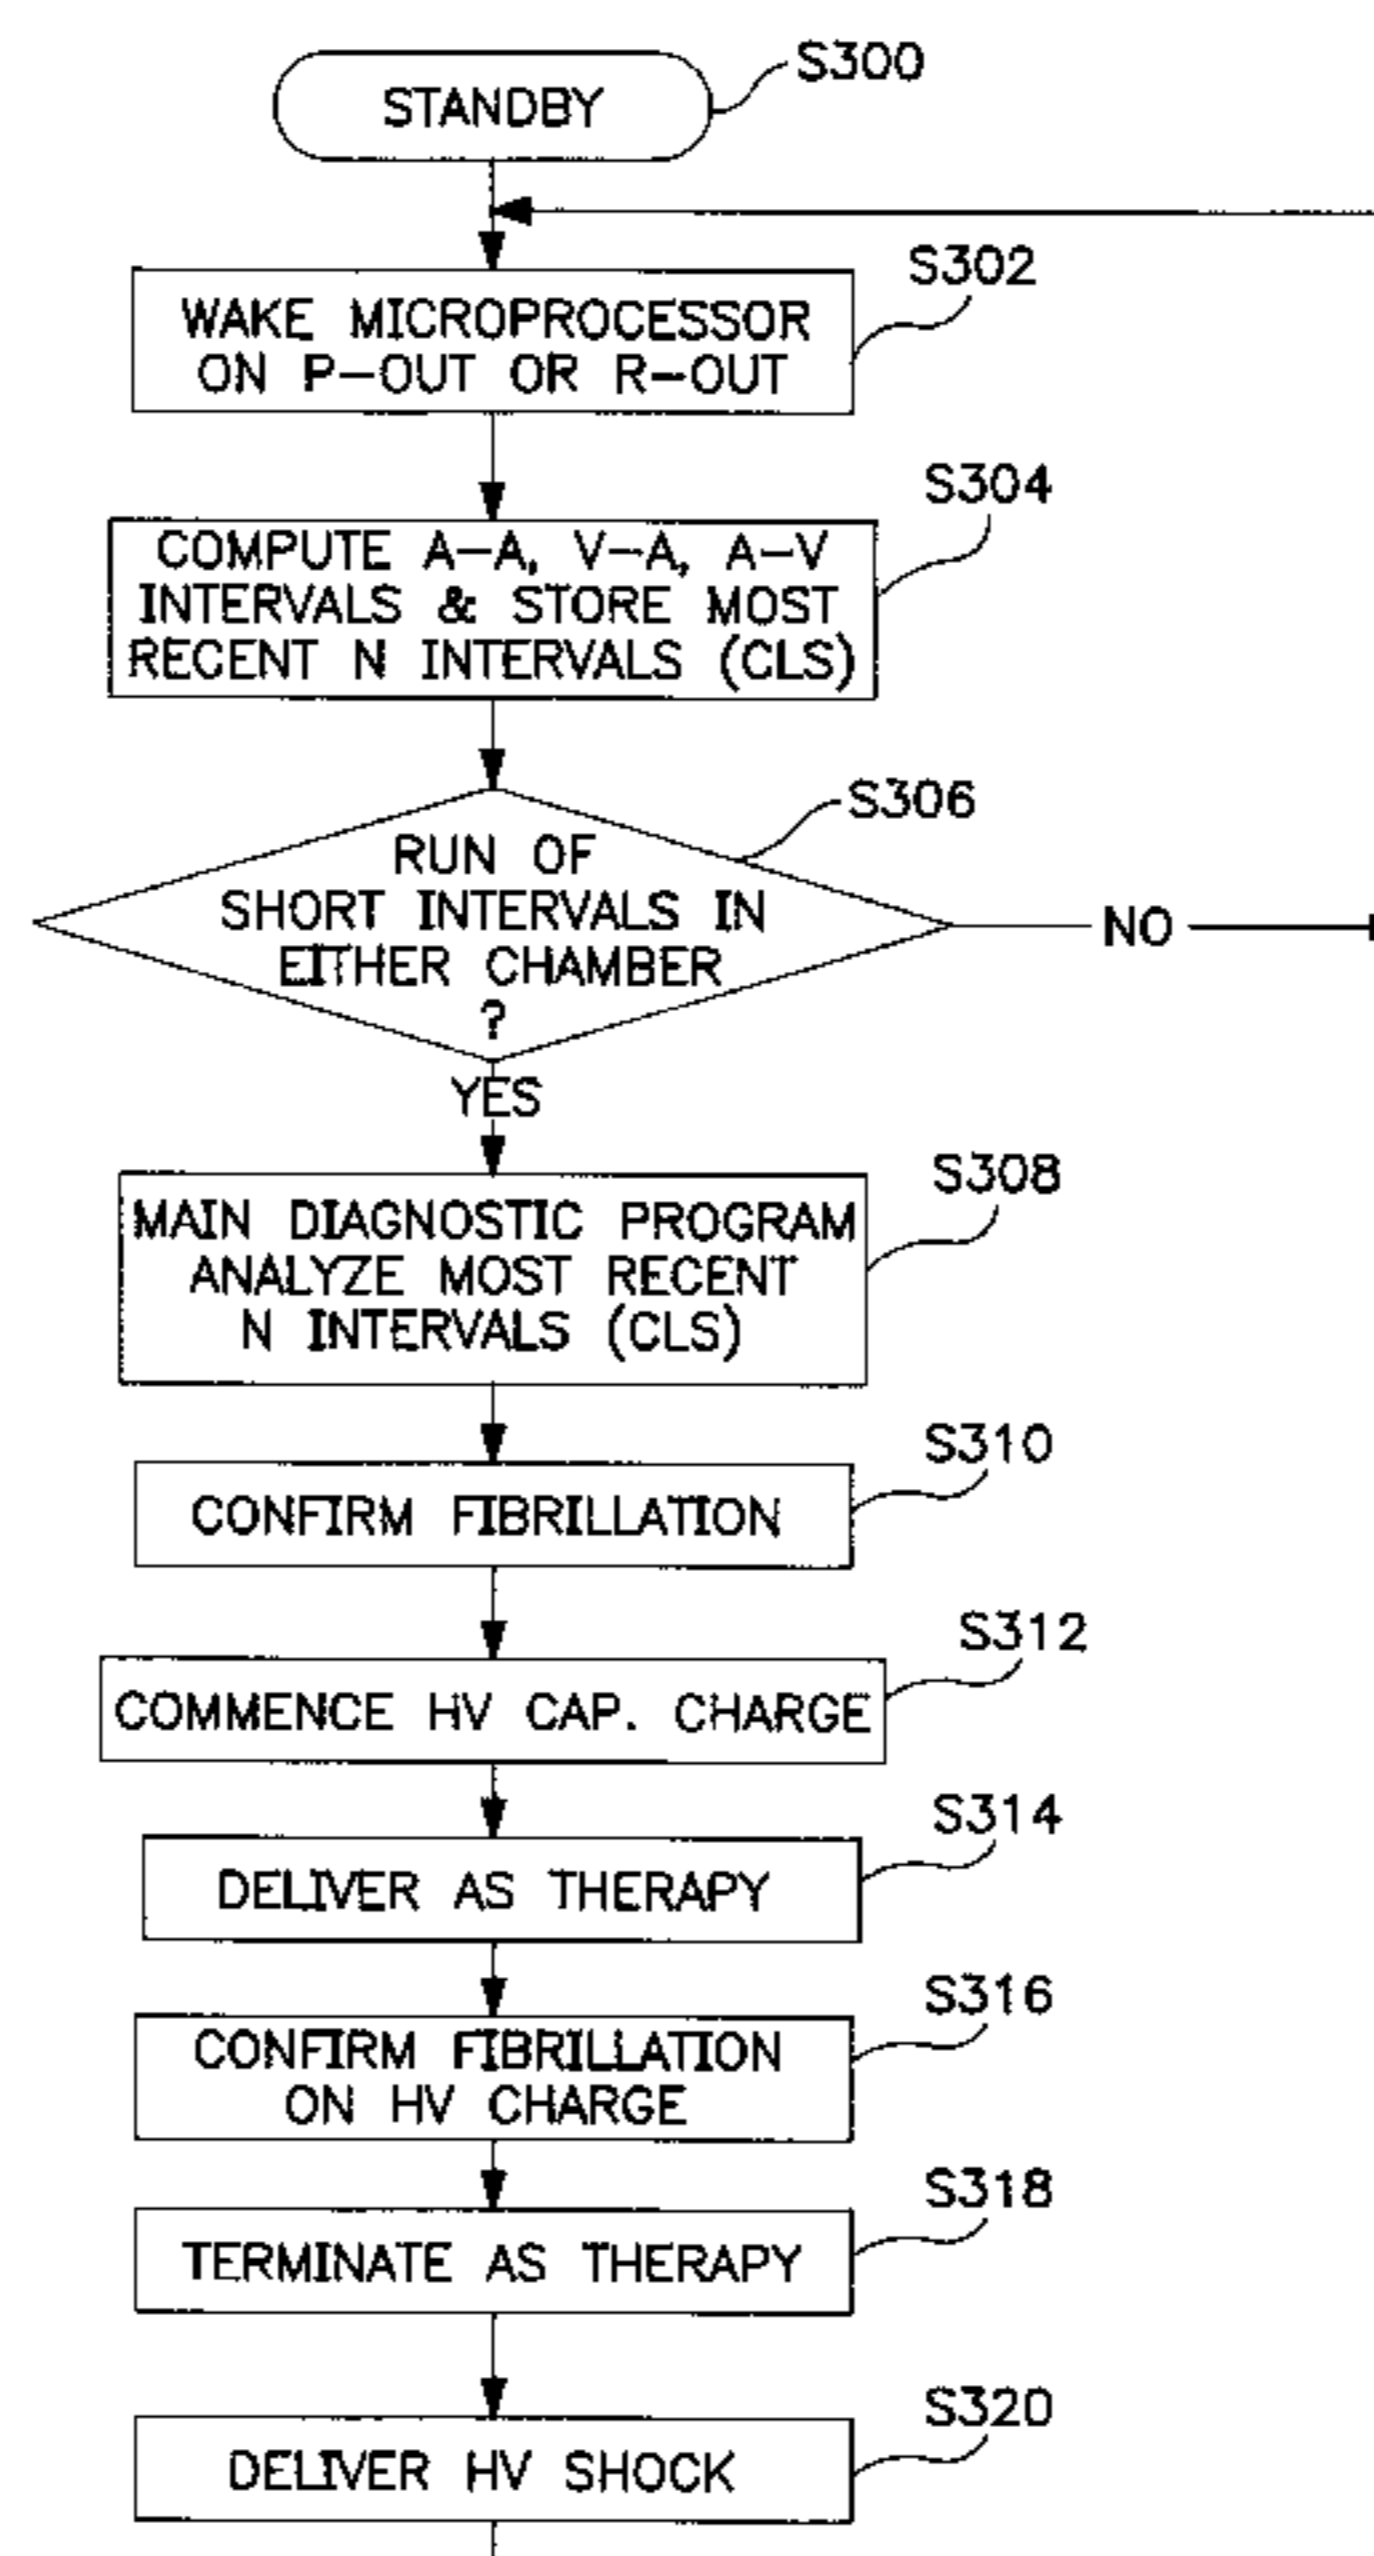 S300
STANDBY
S302
WAKE MICROPROCESSOR
ON P-OUT OR R-OUT
S304
COMPUTE A-A, V-A, A-V
INTERVALS & STORE MOST
RECENT N INTERVALS (CLS)
S306
RUN OF
SHORT INTERVALS IN
EITHER CHAMBER
?
NO
YES
S308
MAIN DIAGNOSTIC PROGRAM
ANALYZE MOST RECENT
N INTERVALS (CLS)
S310
CONFIRM FIBRILLATION
S312
COMMENCE HV CAP. CHARGE
S314
DELIVER AS THERAPY
S316
CONFIRM FIBRILLATION
ON HV CHARGE
S318
TERMINATE AS THERAPY
S320
DELIVER HV SHOCK